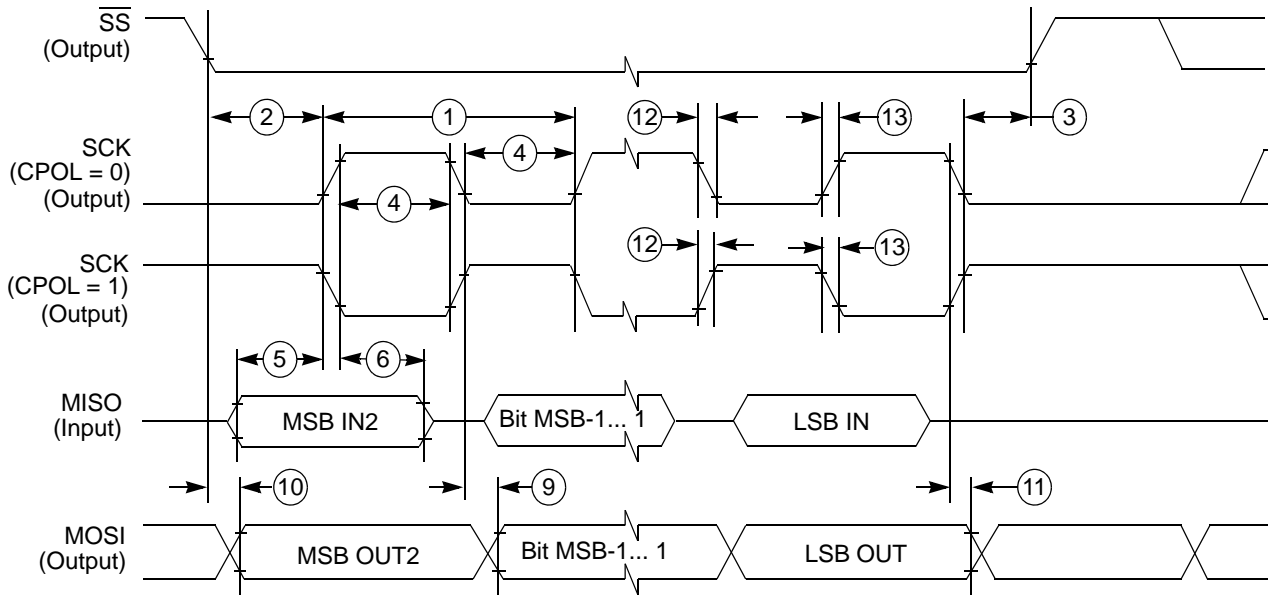 SS
(Output)
2
1
12
13
3
SCK
(CPOL = 0)
(Output)
4
4
12
13
SCK
(CPOL = 1)
(Output)
5
6
MISO
(Input)
MSB IN2
Bit MSB-1... 1
LSB IN
10
9
11
MOSI
(Output)
MSB OUT2
Bit MSB-1... 1
LSB OUT